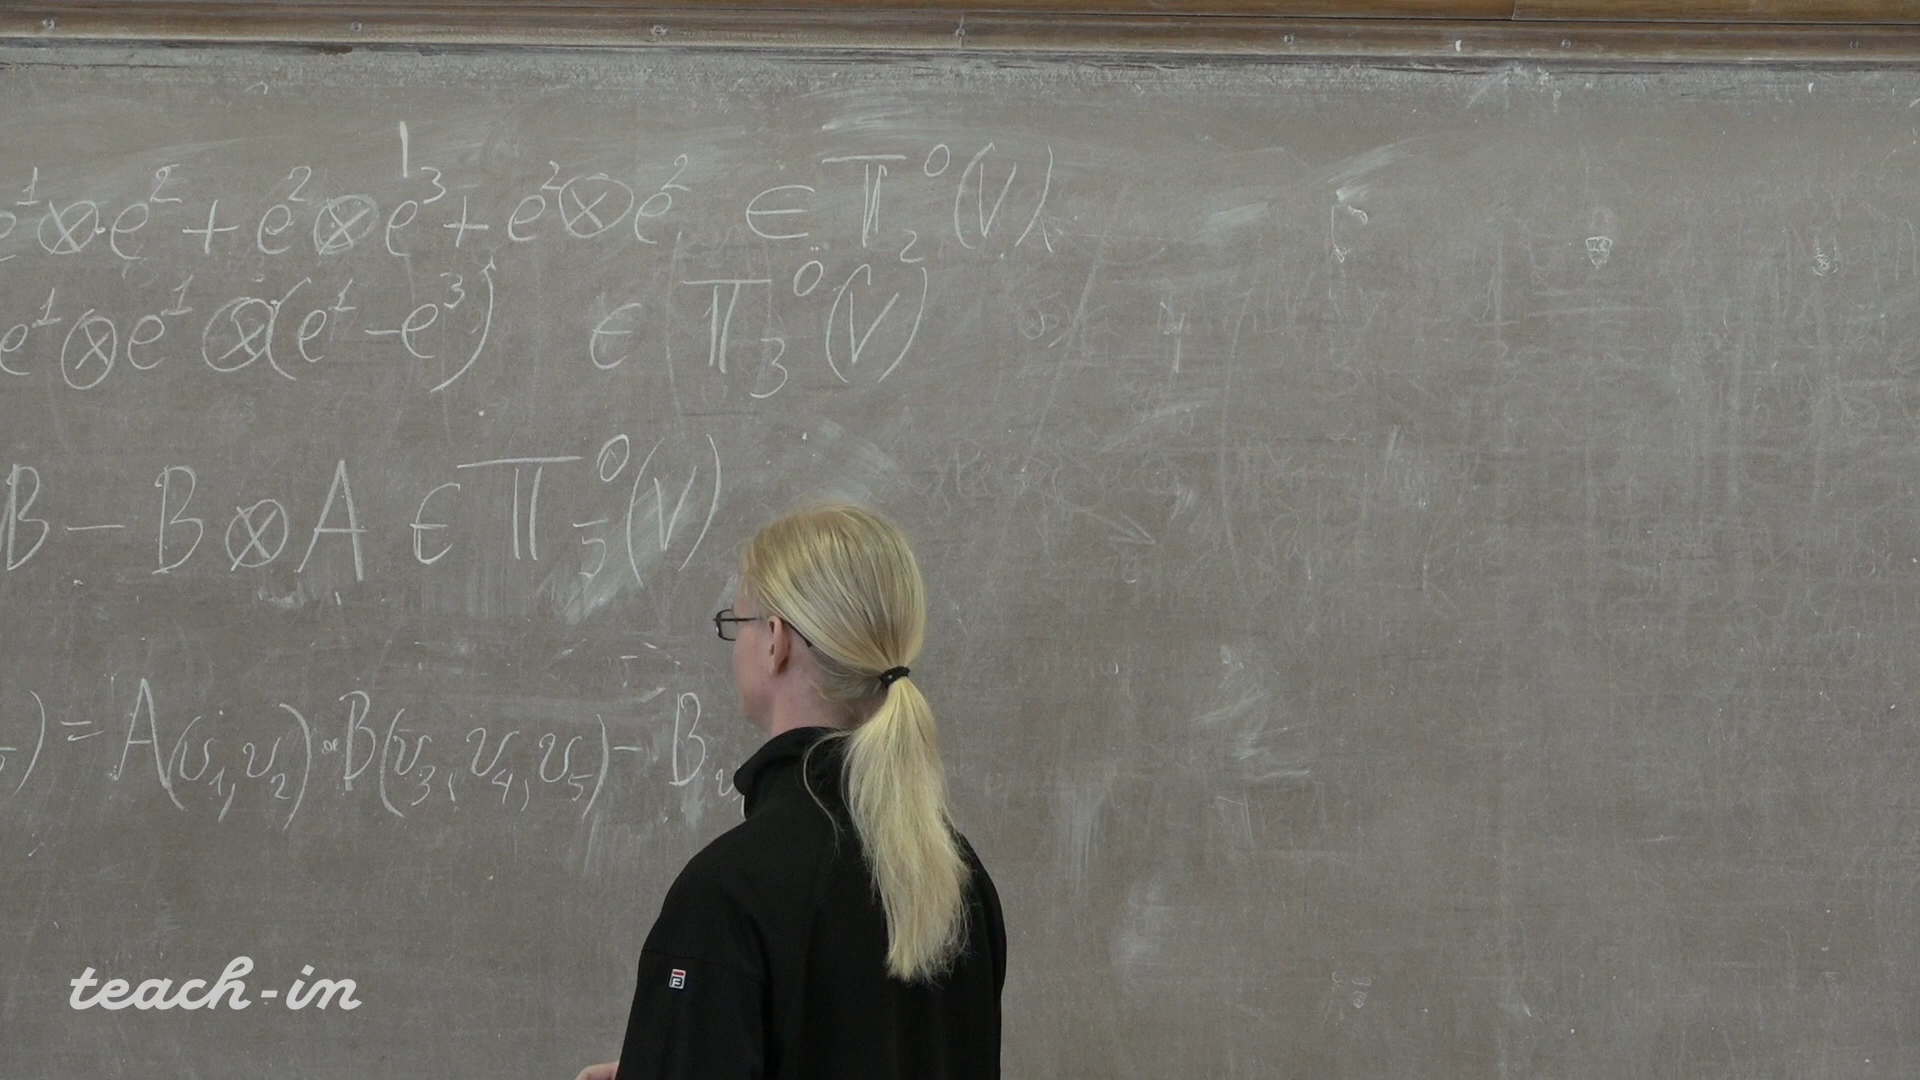 e¹⊗e² + e²⊗e³ + e²⊗e² ∈ 𝕋₂⁰(V)
e¹⊗e¹⊗(e¹ − e³) ∈ 𝕋₃⁰(V)
B − B⊗A ∈ 𝕋₅⁰(V)
) = A(v₁, v₂)·B(v₃, v₄, v₅) − B
teach-in